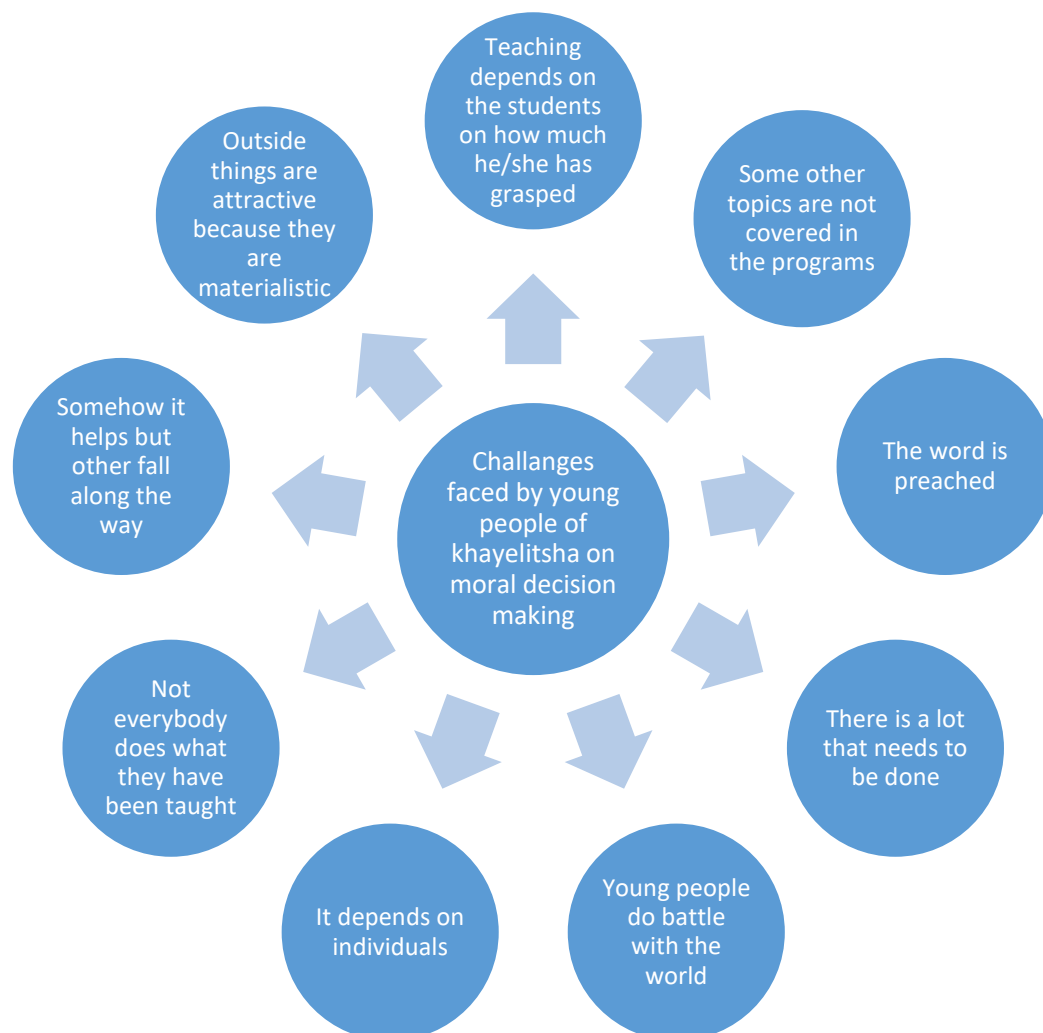 Teaching
depends on
the students
on how much
he/she has
grasped
Some other
topics are not
covered in
the programs
The word is
preached
There is a lot
that needs to
be done
Young people
do battle
with the
world
It depends on
individuals
Not
everybody
does what
they have
been taught
Somehow it
helps but
other fall
along the
way
Outside
things are
attractive
because they
are
materialistic
Challanges
faced by young
people of
khayelitsha on
moral decision
making